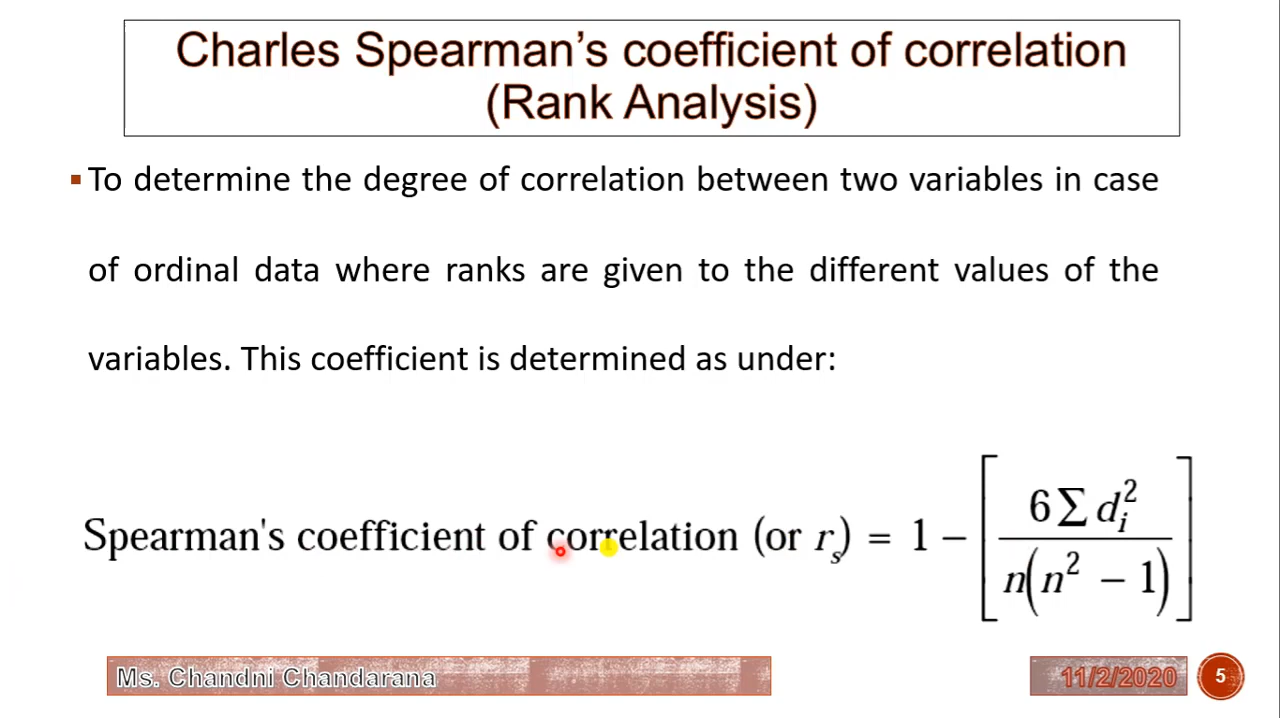 Charles Spearman’s coefficient of correlation
(Rank Analysis)
▪ To determine the degree of correlation between two variables in case
of ordinal data where ranks are given to the different values of the
variables. This coefficient is determined as under:
Spearman's coefficient of correlation (or rₛ) = 1 − [6 Σ dᵢ² / n(n² − 1)]
Ms. Chandni Chandarana
11/2/2020
5